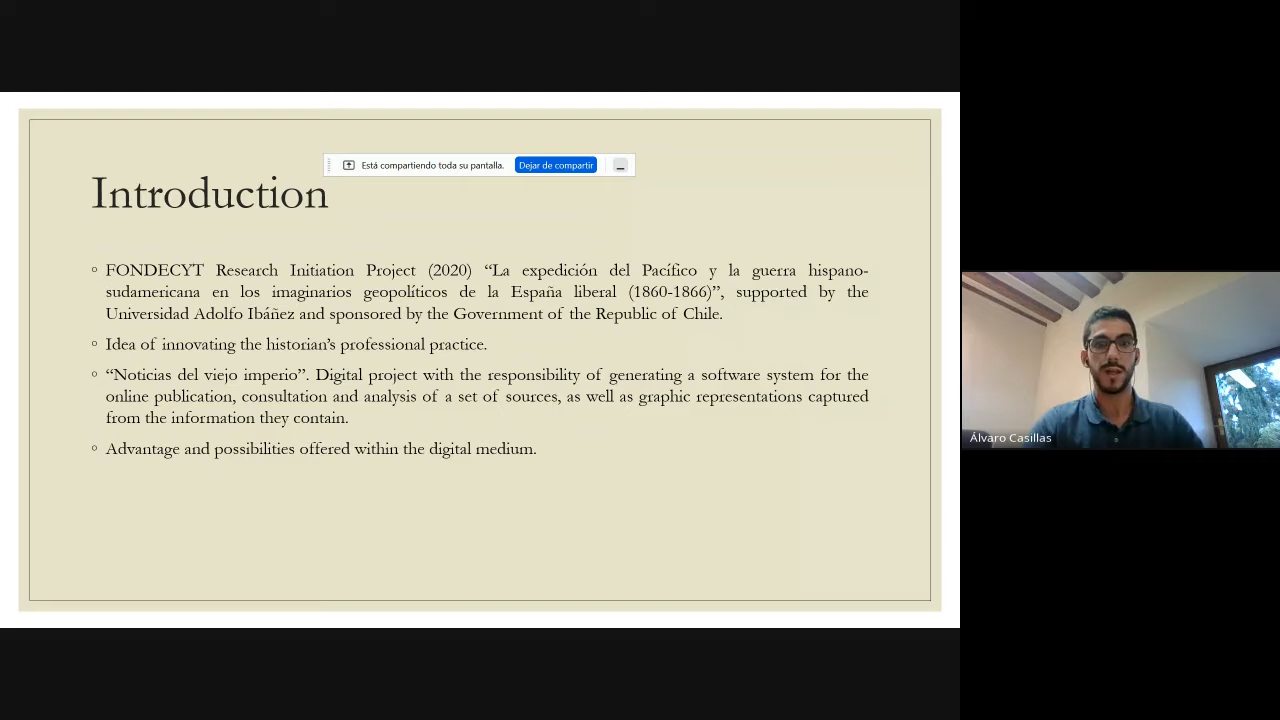 Está compartiendo toda su pantalla. Dejar de compartir
Introduction
◦ FONDECYT Research Initiation Project (2020) “La expedición del Pacífico y la guerra hispano-
sudamericana en los imaginarios geopolíticos de la España liberal (1860-1866)”, supported by the
Universidad Adolfo Ibáñez and sponsored by the Government of the Republic of Chile.
◦ Idea of innovating the historian’s professional practice.
◦ “Noticias del viejo imperio”. Digital project with the responsibility of generating a software system for the
online publication, consultation and analysis of a set of sources, as well as graphic representations captured
from the information they contain.
◦ Advantage and possibilities offered within the digital medium.
Álvaro Casillas